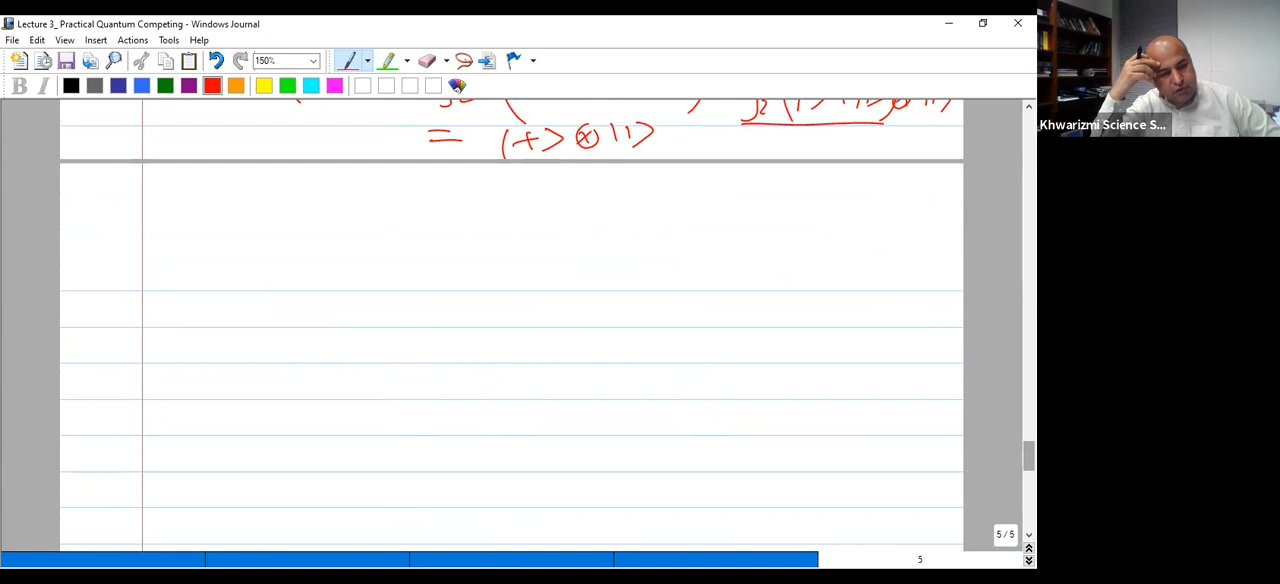 Lecture 3_ Practical Quantum Competing - Windows Journal
File Edit View Insert Actions Tools Help
150%
B I
= |+> ⊗ |1>
Khwarizmi Science S...
5 / 5
5